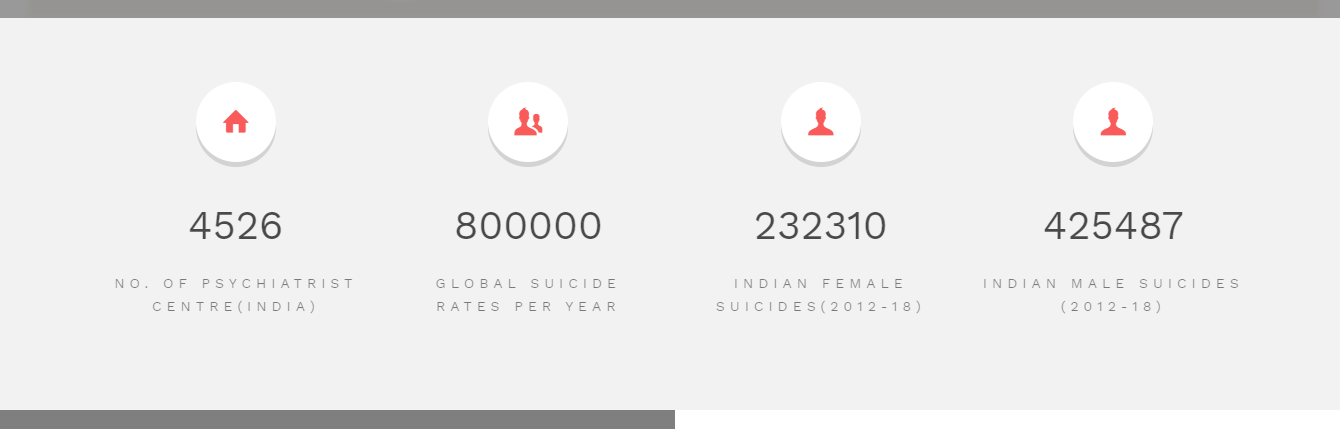 4526
NO. OF PSYCHIATRIST
CENTRE(INDIA)
800000
GLOBAL SUICIDE
RATES PER YEAR
232310
INDIAN FEMALE
SUICIDES(2012-18)
425487
INDIAN MALE SUICIDES
(2012-18)